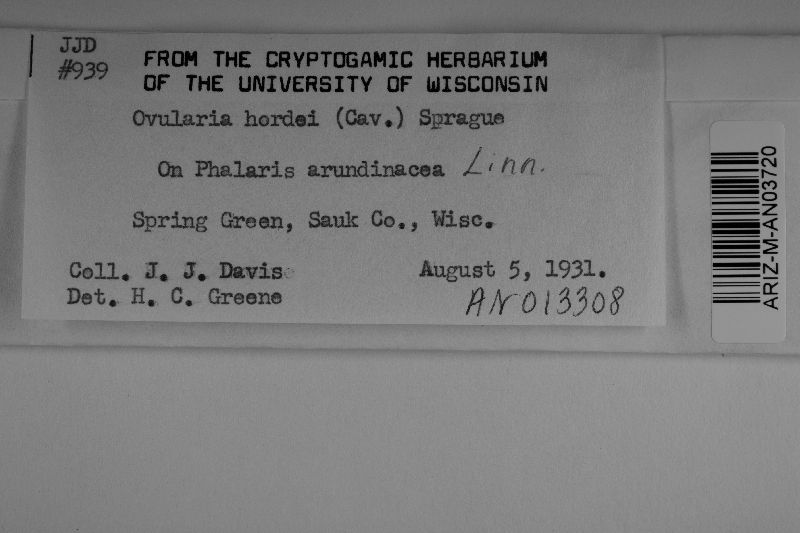 JJD
#939
FROM THE CRYPTOGAMIC HERBARIUM
OF THE UNIVERSITY OF WISCONSIN
Ovularia hordei (Cav.) Sprague
On Phalaris arundinacea Linn.
Spring Green, Sauk Co., Wisc.
Coll. J. J. Davis
August 5, 1931.
Det. H. C. Greene
AN013308
ARIZ-M-AN03720